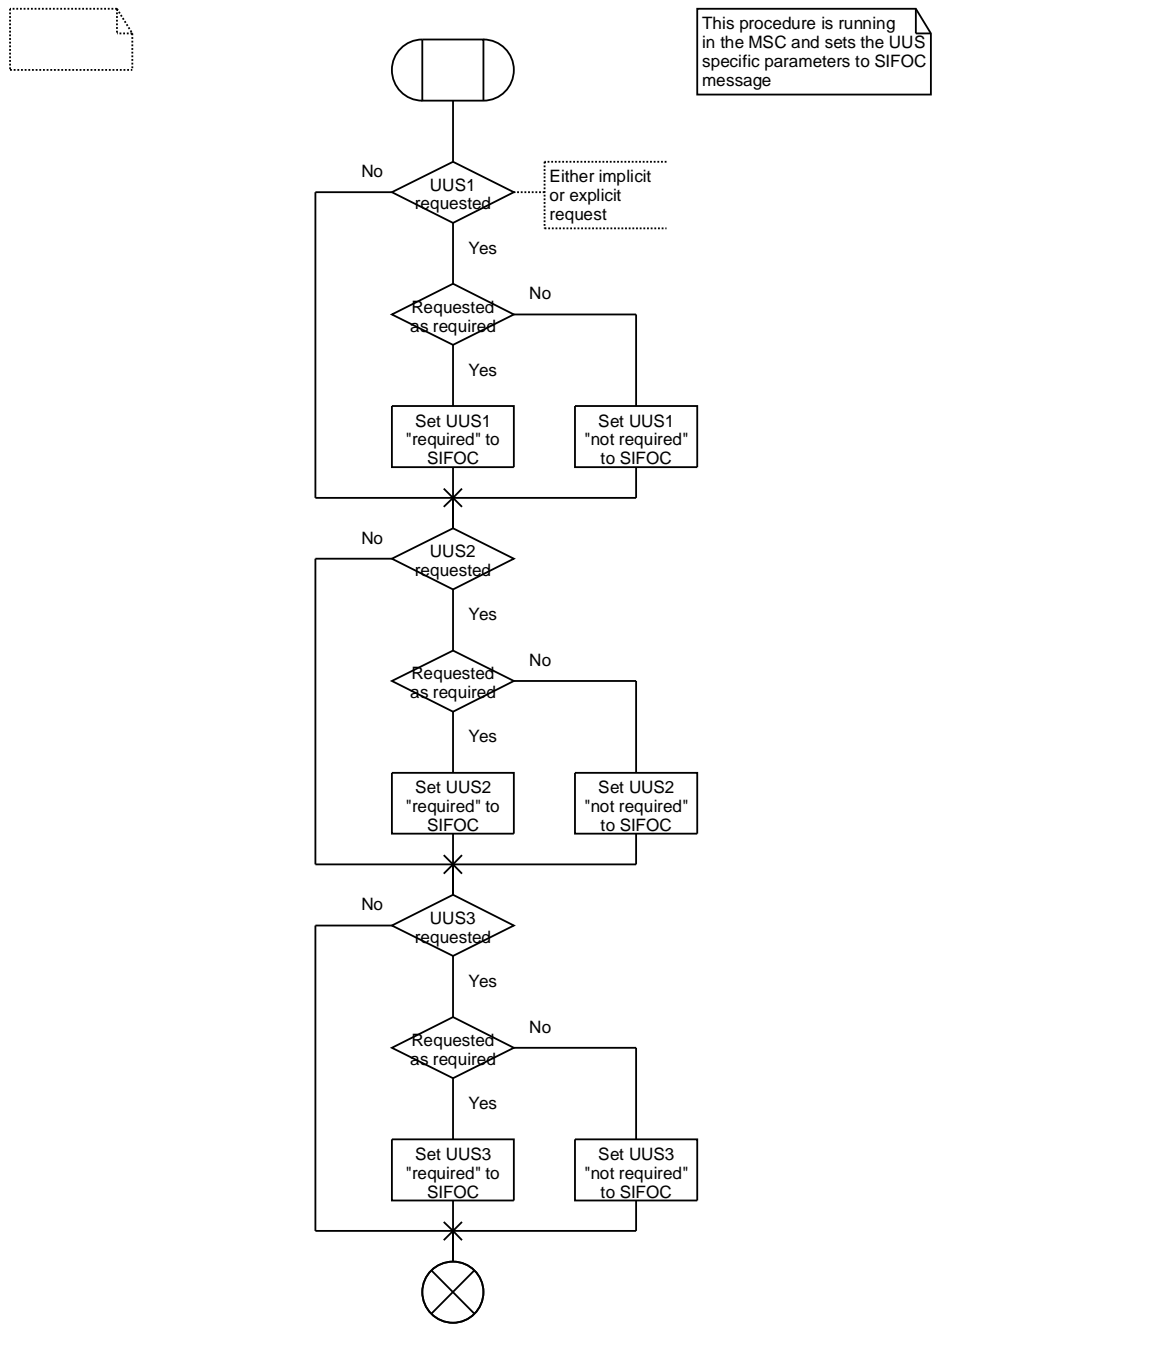 This procedure is running
in the MSC and sets the UUS
specific parameters to SIFOC
message
No
UUS1
requested
Either implicit
or explicit
request
Yes
Requested
as required
No
Yes
Set UUS1
"required" to
SIFOC
Set UUS1
"not required"
to SIFOC
No
UUS2
requested
Yes
Requested
as required
No
Yes
Set UUS2
"required" to
SIFOC
Set UUS2
"not required"
to SIFOC
No
UUS3
requested
Yes
Requested
as required
No
Yes
Set UUS3
"required" to
SIFOC
Set UUS3
"not required"
to SIFOC